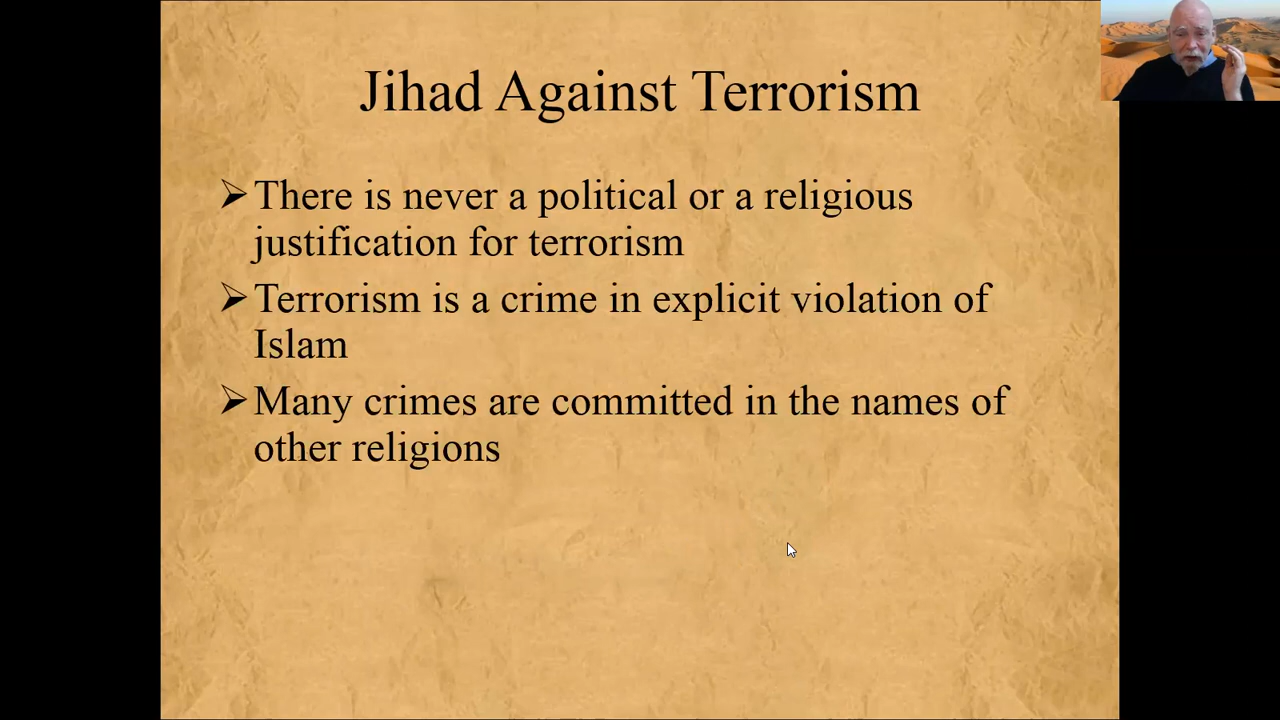 Jihad Against Terrorism
➢There is never a political or a religious
justification for terrorism
➢Terrorism is a crime in explicit violation of
Islam
➢Many crimes are committed in the names of
other religions